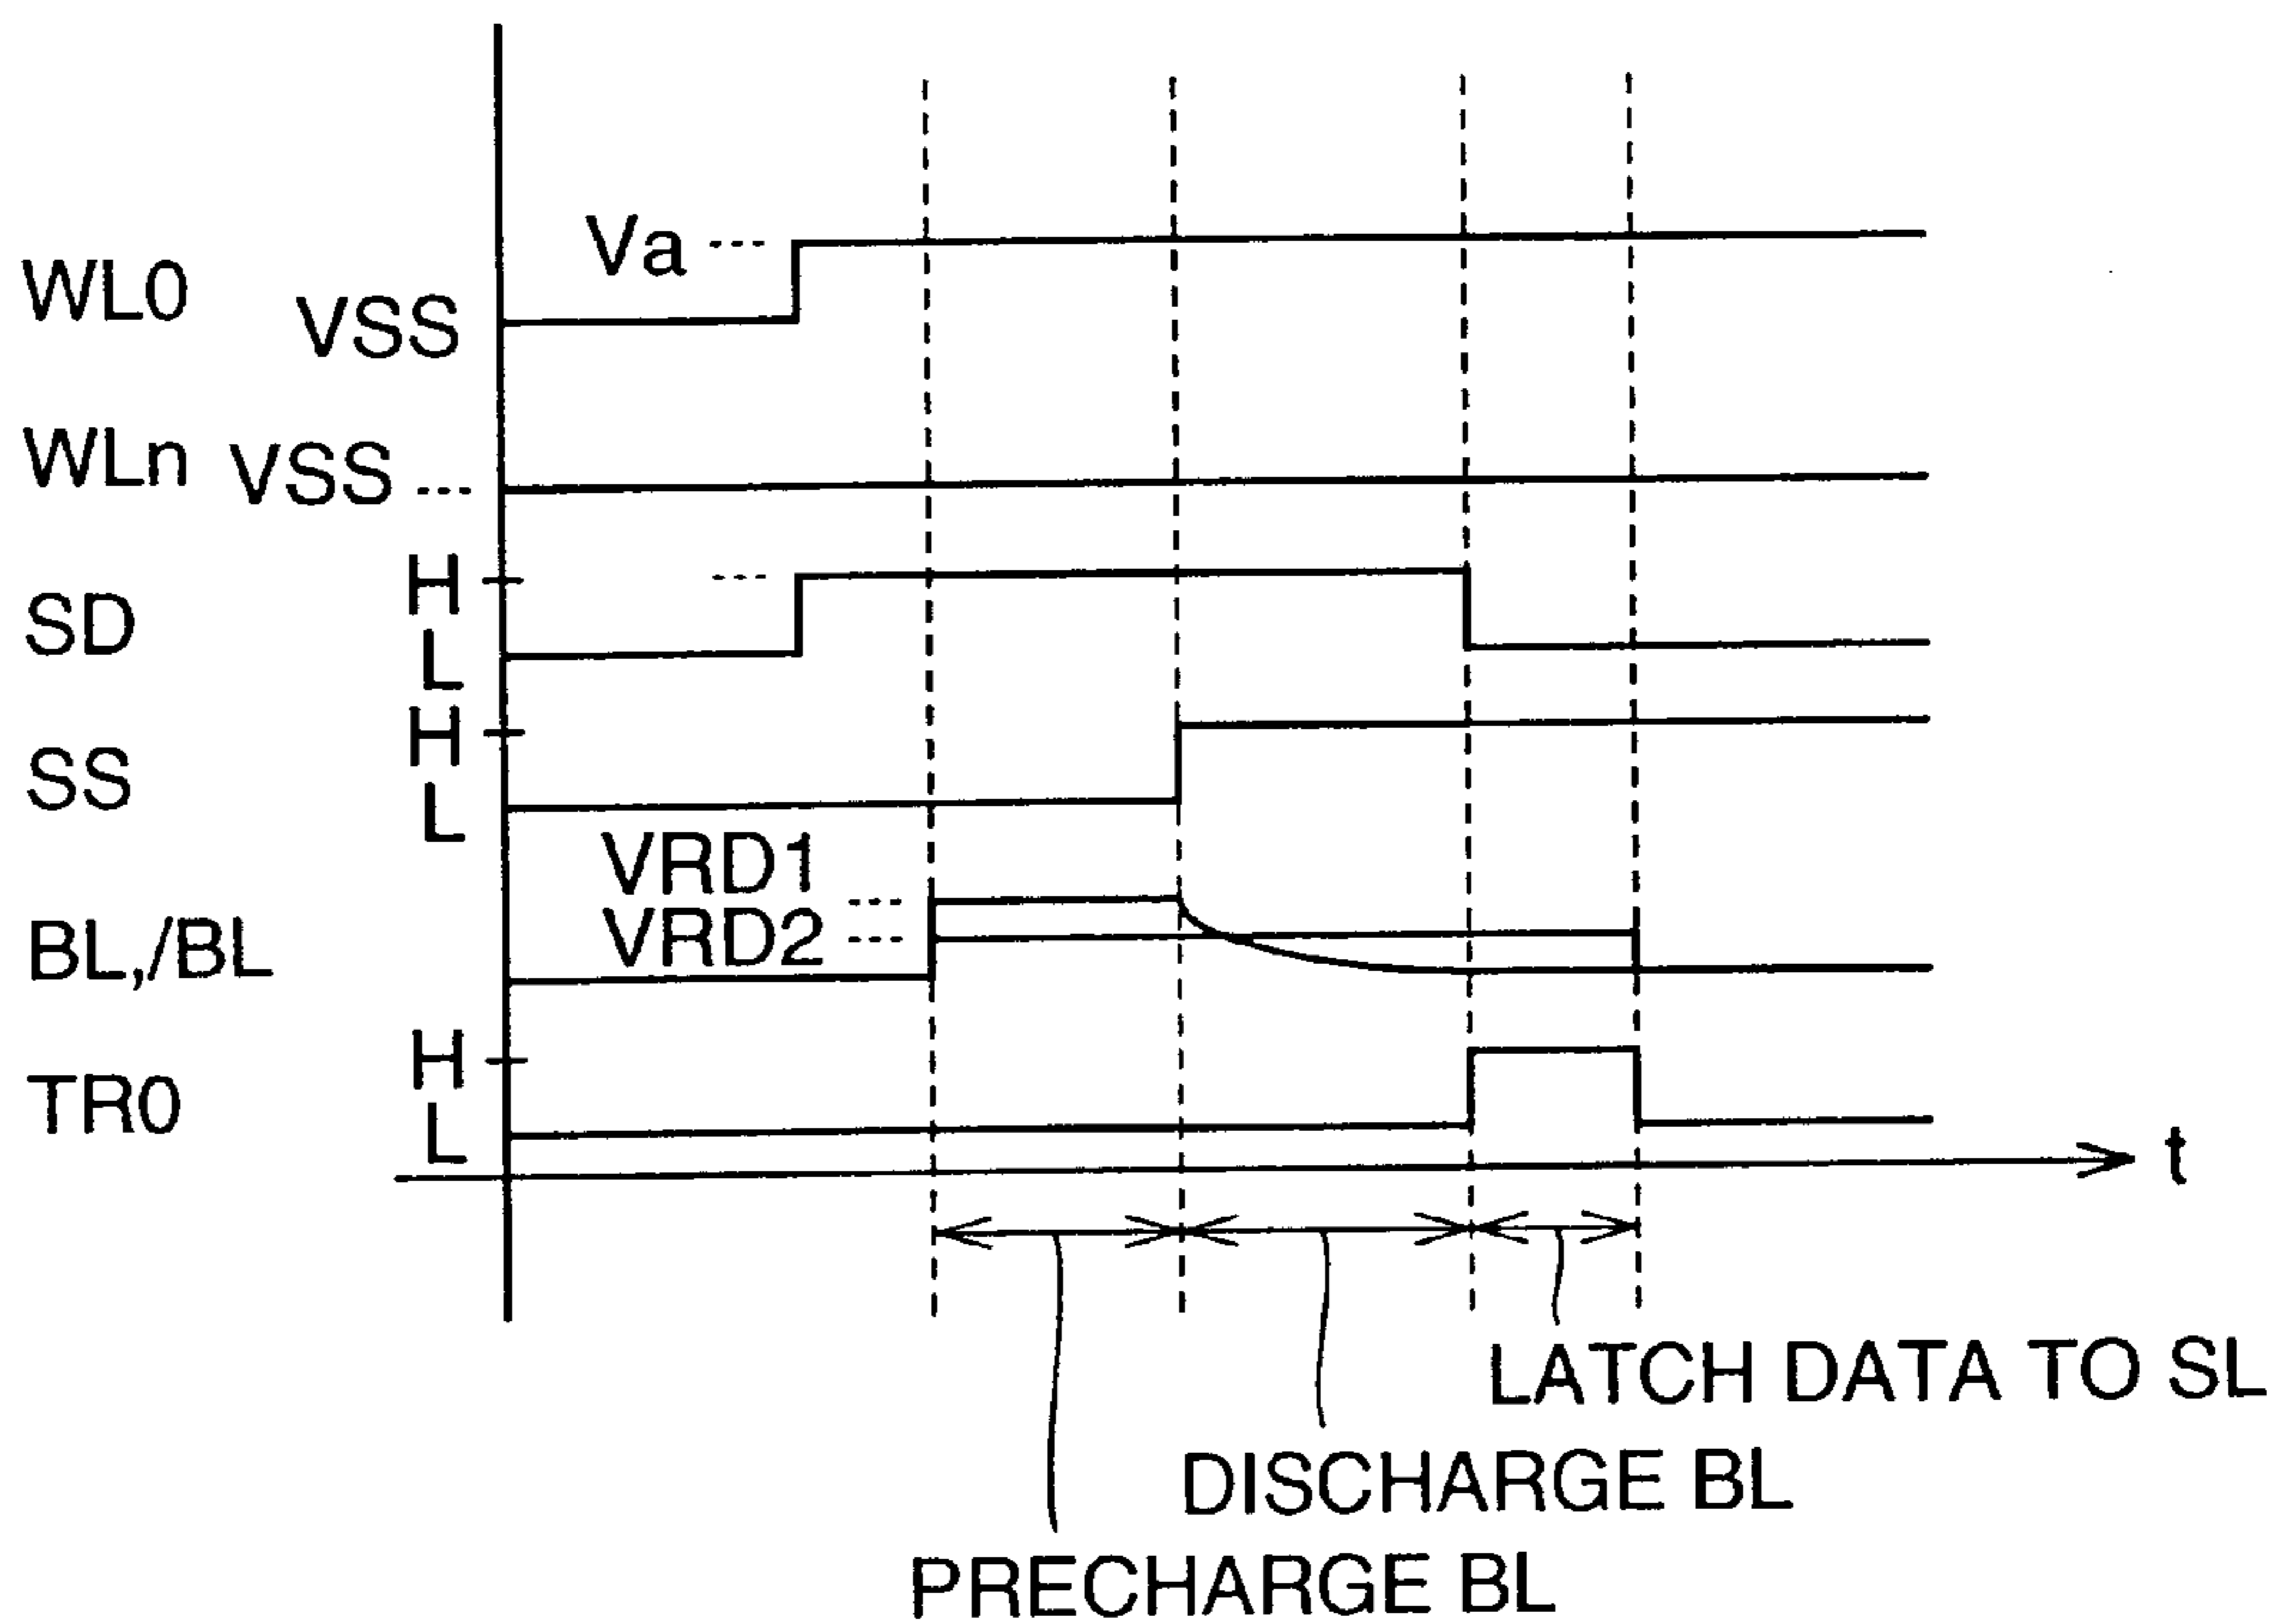 WL0
Va
VSS
WLn VSS
SD
H
L
SS
H
L
BL,/BL
VRD1
VRD2
TR0
H
L
t
LATCH DATA TO SL
DISCHARGE BL
PRECHARGE BL